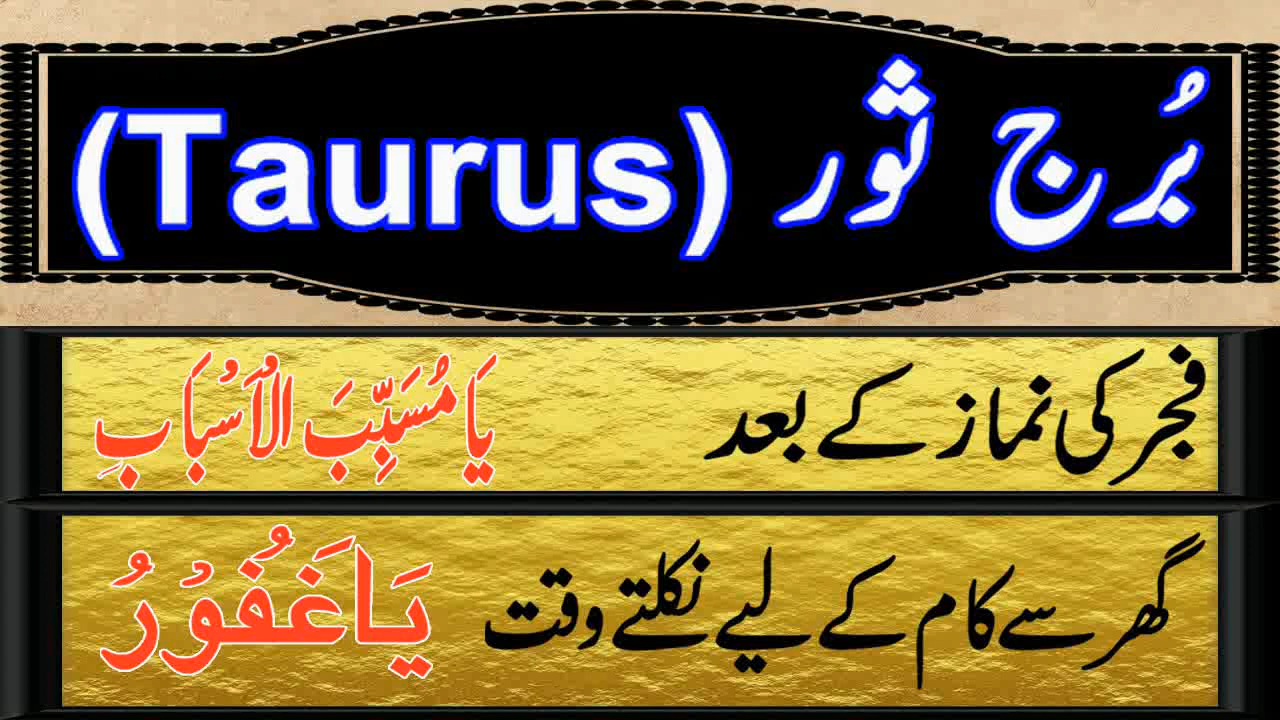 بُرج ثور (Taurus)
فجر کی نماز کے بعد یَا مُسَبِّبَ الْاَسْبَابِ
گھر سے کام کے لیے نکلتے وقت یَاغَفُوْرُ